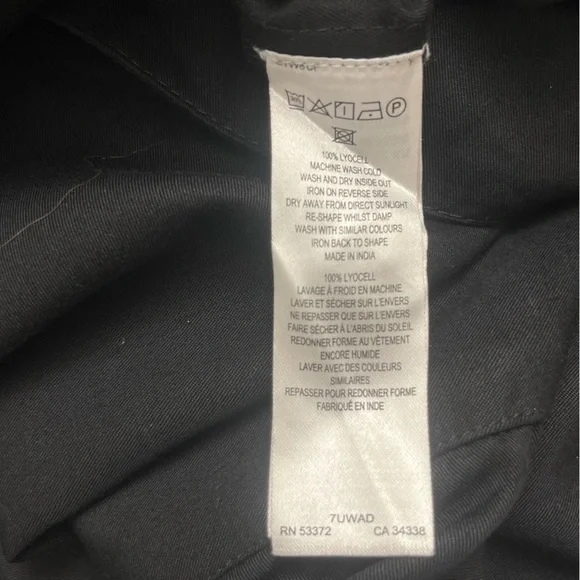 100% LYOCELL
MACHINE WASH COLD
WASH AND DRY INSIDE OUT
IRON ON REVERSE SIDE
DRY AWAY FROM DIRECT SUNLIGHT
RE-SHAPE WHILST DAMP
WASH WITH SIMILAR COLOURS
IRON BACK TO SHAPE
MADE IN INDIA
100% LYOCELL
LAVAGE À FROID EN MACHINE
LAVER ET SÉCHER SUR L'ENVERS
NE REPASSER QUE SUR L'ENVERS
FAIRE SÉCHER À L'ABRIS DU SOLEIL
REDONNER FORME AU VÊTEMENT
ENCORE HUMIDE
LAVER AVEC DES COULEURS
SIMILAIRES
REPASSER POUR REDONNER FORME
FABRIQUÉ EN INDE
7UWAD
RN 53372 CA 34338